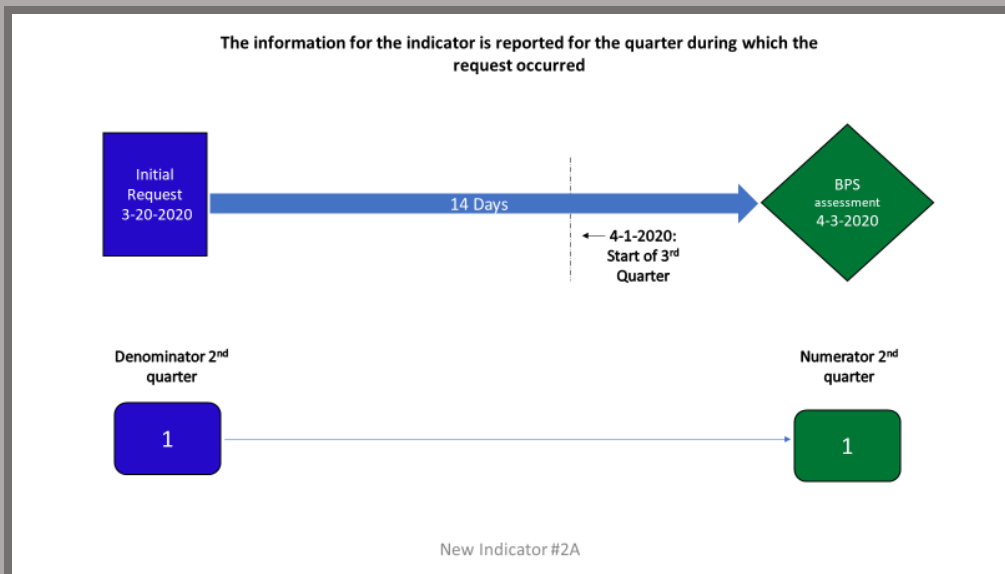 The information for the indicator is reported for the quarter during which the
request occurred
Initial
Request
3-20-2020
14 Days
BPS
assessment
4-3-2020
4-1-2020:
Start of 3rd
Quarter
Denominator 2nd
quarter
Numerator 2nd
quarter
1
1
New Indicator #2A